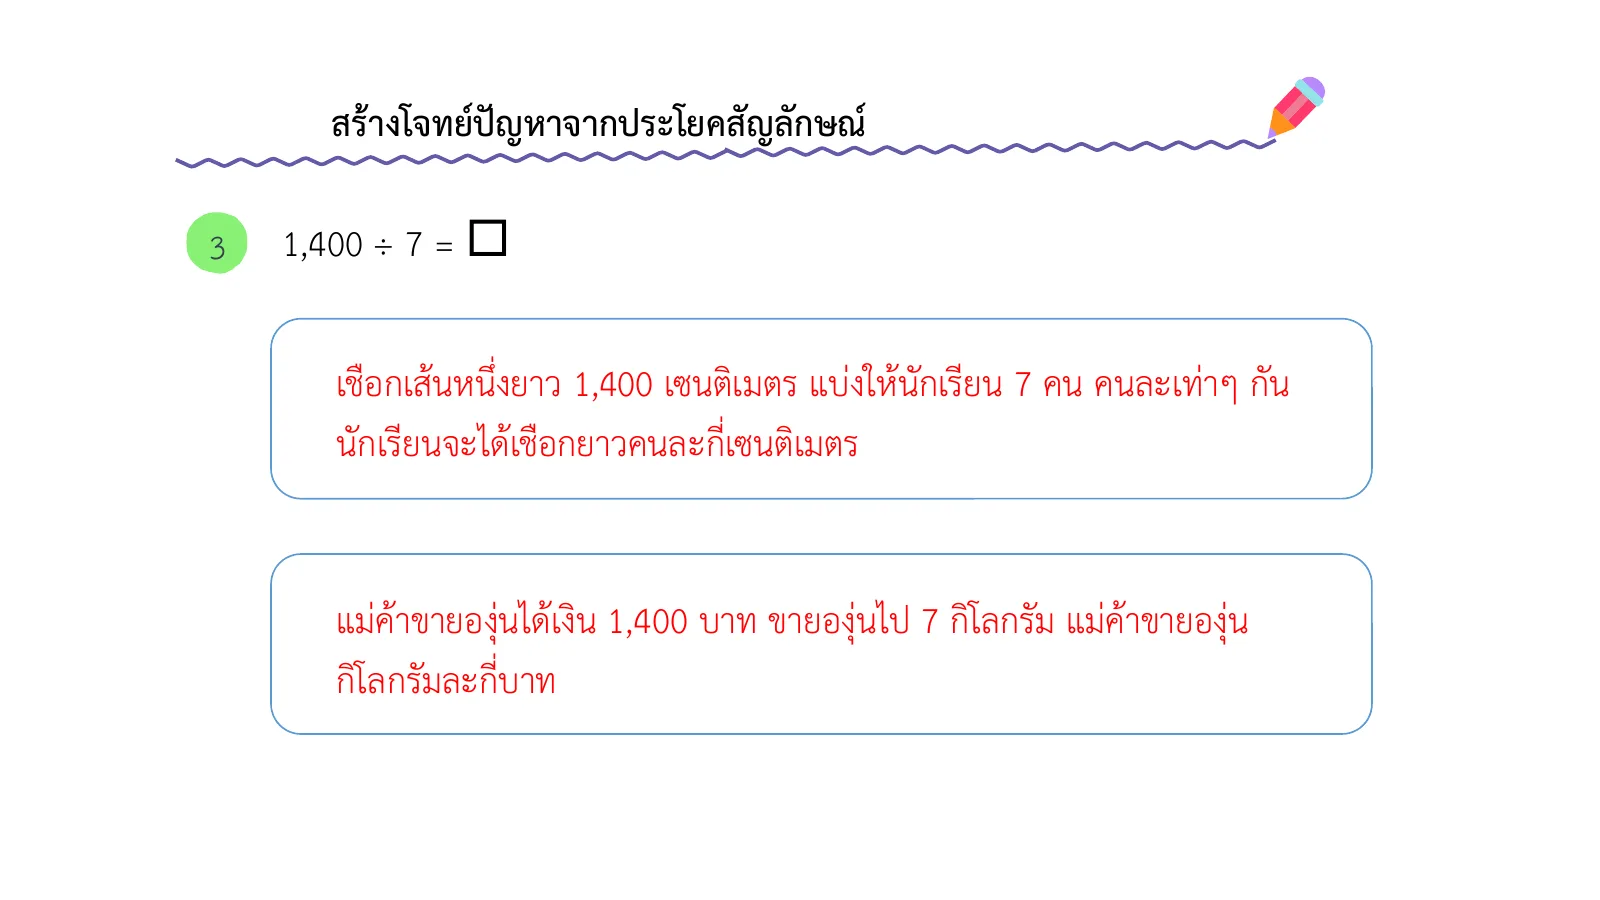 สร้างโจทย์ปัญหาจากประโยคสัญลักษณ์
3 1,400 ÷ 7 = □
เชือกเส้นหนึ่งยาว 1,400 เซนติเมตร แบ่งให้นักเรียน 7 คน คนละเท่าๆ กัน
นักเรียนจะได้เชือกยาวคนละกี่เซนติเมตร
แม่ค้าขายองุ่นได้เงิน 1,400 บาท ขายองุ่นไป 7 กิโลกรัม แม่ค้าขายองุ่น
กิโลกรัมละกี่บาท